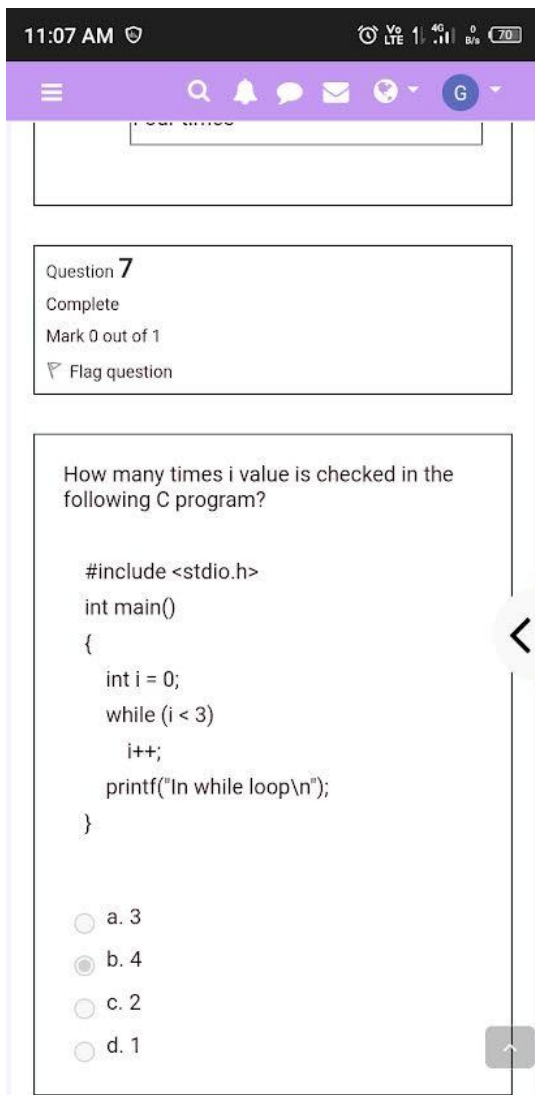 11:07 AM
Vo LTE 4G 0 B/s 70
G
Question 7
Complete
Mark 0 out of 1
Flag question
How many times i value is checked in the
following C program?
#include <stdio.h>
int main()
{
int i = 0;
while (i < 3)
i++;
printf("In while loop\n");
}
a. 3
b. 4
c. 2
d. 1